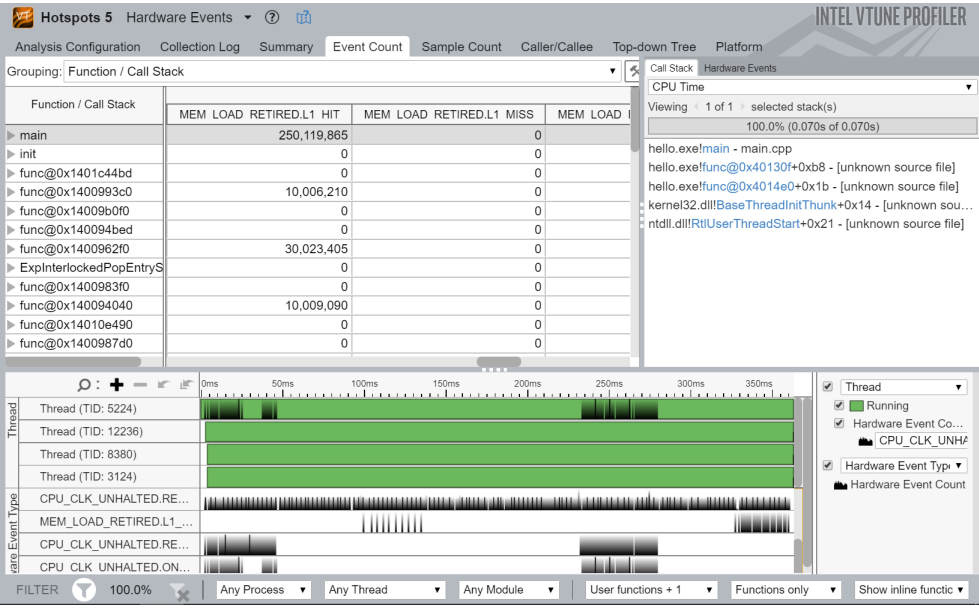 Hotspots 5 Hardware Events
INTEL VTUNE PROFILER
Analysis Configuration Collection Log Summary Event Count Sample Count Caller/Callee Top-down Tree Platform
Grouping: Function / Call Stack
Function / Call Stack
MEM_LOAD_RETIRED.L1_HIT MEM_LOAD_RETIRED.L1_MISS MEM_LOAD_
main 250,119,865 0
init 0 0
func@0x1401c44bd 0 0
func@0x1400993c0 10,006,210 0
func@0x14009b0f0 0 0
func@0x140094bed 0 0
func@0x1400962f0 30,023,405 0
ExpInterlockedPopEntryS 0 0
func@0x1400983f0 0 0
func@0x140094040 10,009,090 0
func@0x14010e490 0 0
func@0x1400987d0 0 0
Call Stack Hardware Events
CPU Time
Viewing 1 of 1 selected stack(s)
100.0% (0.070s of 0.070s)
hello.exe!main - main.cpp
hello.exe!func@0x40130f+0xb8 - [unknown source file]
hello.exe!func@0x4014e0+0x1b - [unknown source file]
kernel32.dll!BaseThreadInitThunk+0x14 - [unknown sou...
ntdll.dll!RtlUserThreadStart+0x21 - [unknown source file]
0ms 50ms 100ms 150ms 200ms 250ms 300ms 350ms
Thread
Thread (TID: 5224)
Thread (TID: 12236)
Thread (TID: 8380)
Thread (TID: 3124)
ware Event Type
CPU_CLK_UNHALTED.RE...
MEM_LOAD_RETIRED.L1_...
CPU_CLK_UNHALTED.RE...
CPU_CLK_UNHALTED.ON...
Thread
Running
Hardware Event Co...
CPU_CLK_UNHA
Hardware Event Type
Hardware Event Count
FILTER 100.0% Any Process Any Thread Any Module User functions + 1 Functions only Show inline functic